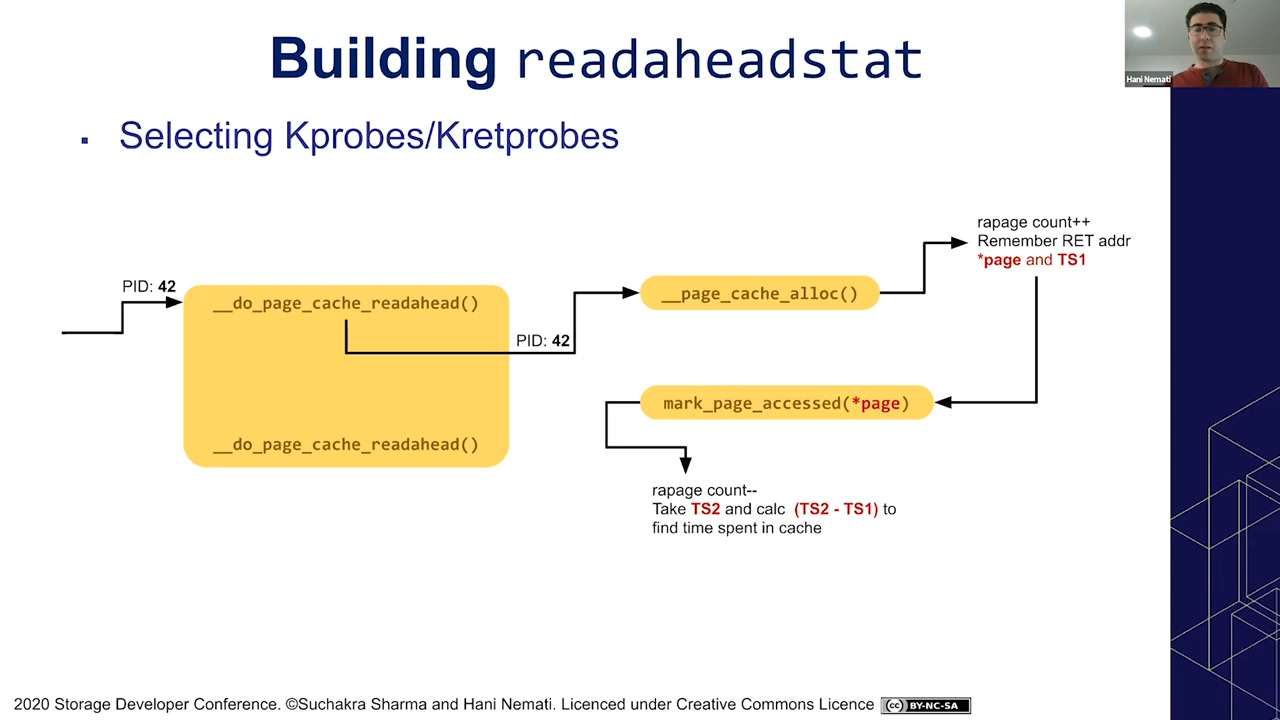 Building readaheadstat
Hani Nemati
▪ Selecting Kprobes/Kretprobes
rapage count++
Remember RET addr
*page and TS1
PID: 42
__do_page_cache_readahead()
__page_cache_alloc()
PID: 42
mark_page_accessed(*page)
__do_page_cache_readahead()
rapage count--
Take TS2 and calc (TS2 - TS1) to
find time spent in cache
2020 Storage Developer Conference. ©Suchakra Sharma and Hani Nemati. Licenced under Creative Commons Licence
cc BY-NC-SA